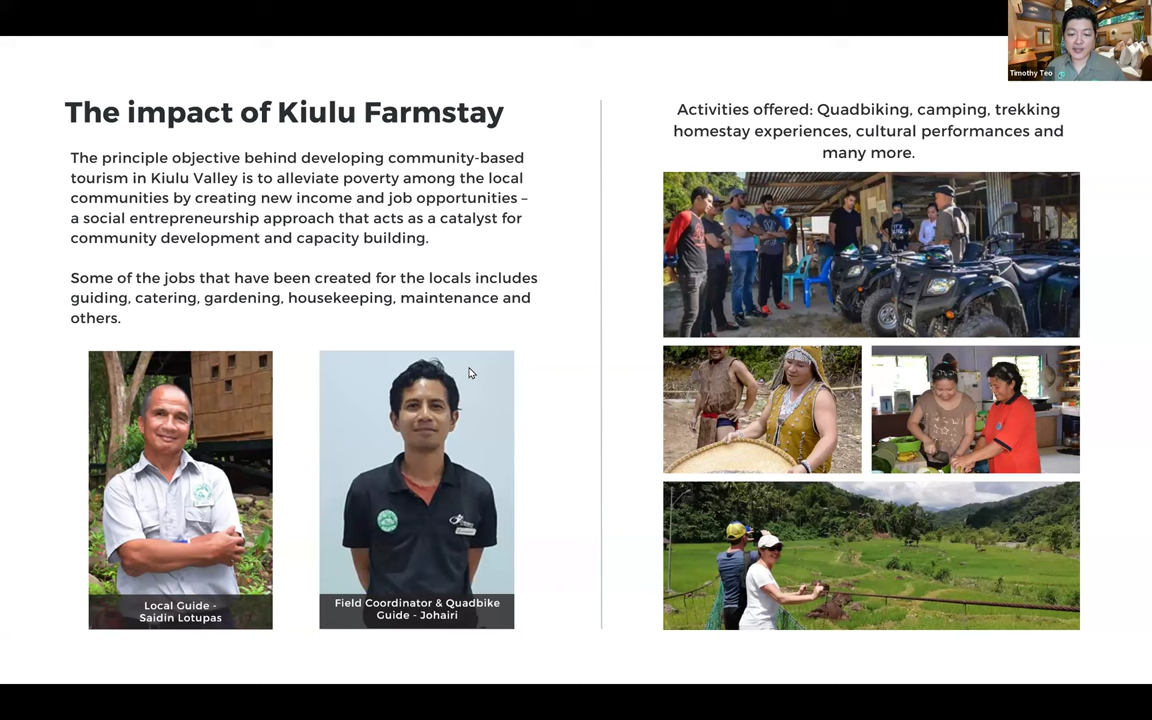 Timothy Teo
The impact of Kiulu Farmstay
The principle objective behind developing community-based
tourism in Kiulu Valley is to alleviate poverty among the local
communities by creating new income and job opportunities –
a social entrepreneurship approach that acts as a catalyst for
community development and capacity building.
Some of the jobs that have been created for the locals includes
guiding, catering, gardening, housekeeping, maintenance and
others.
Local Guide -
Saidin Lotupas
Field Coordinator & Quadbike
Guide - Johairi
Activities offered: Quadbiking, camping, trekking
homestay experiences, cultural performances and
many more.